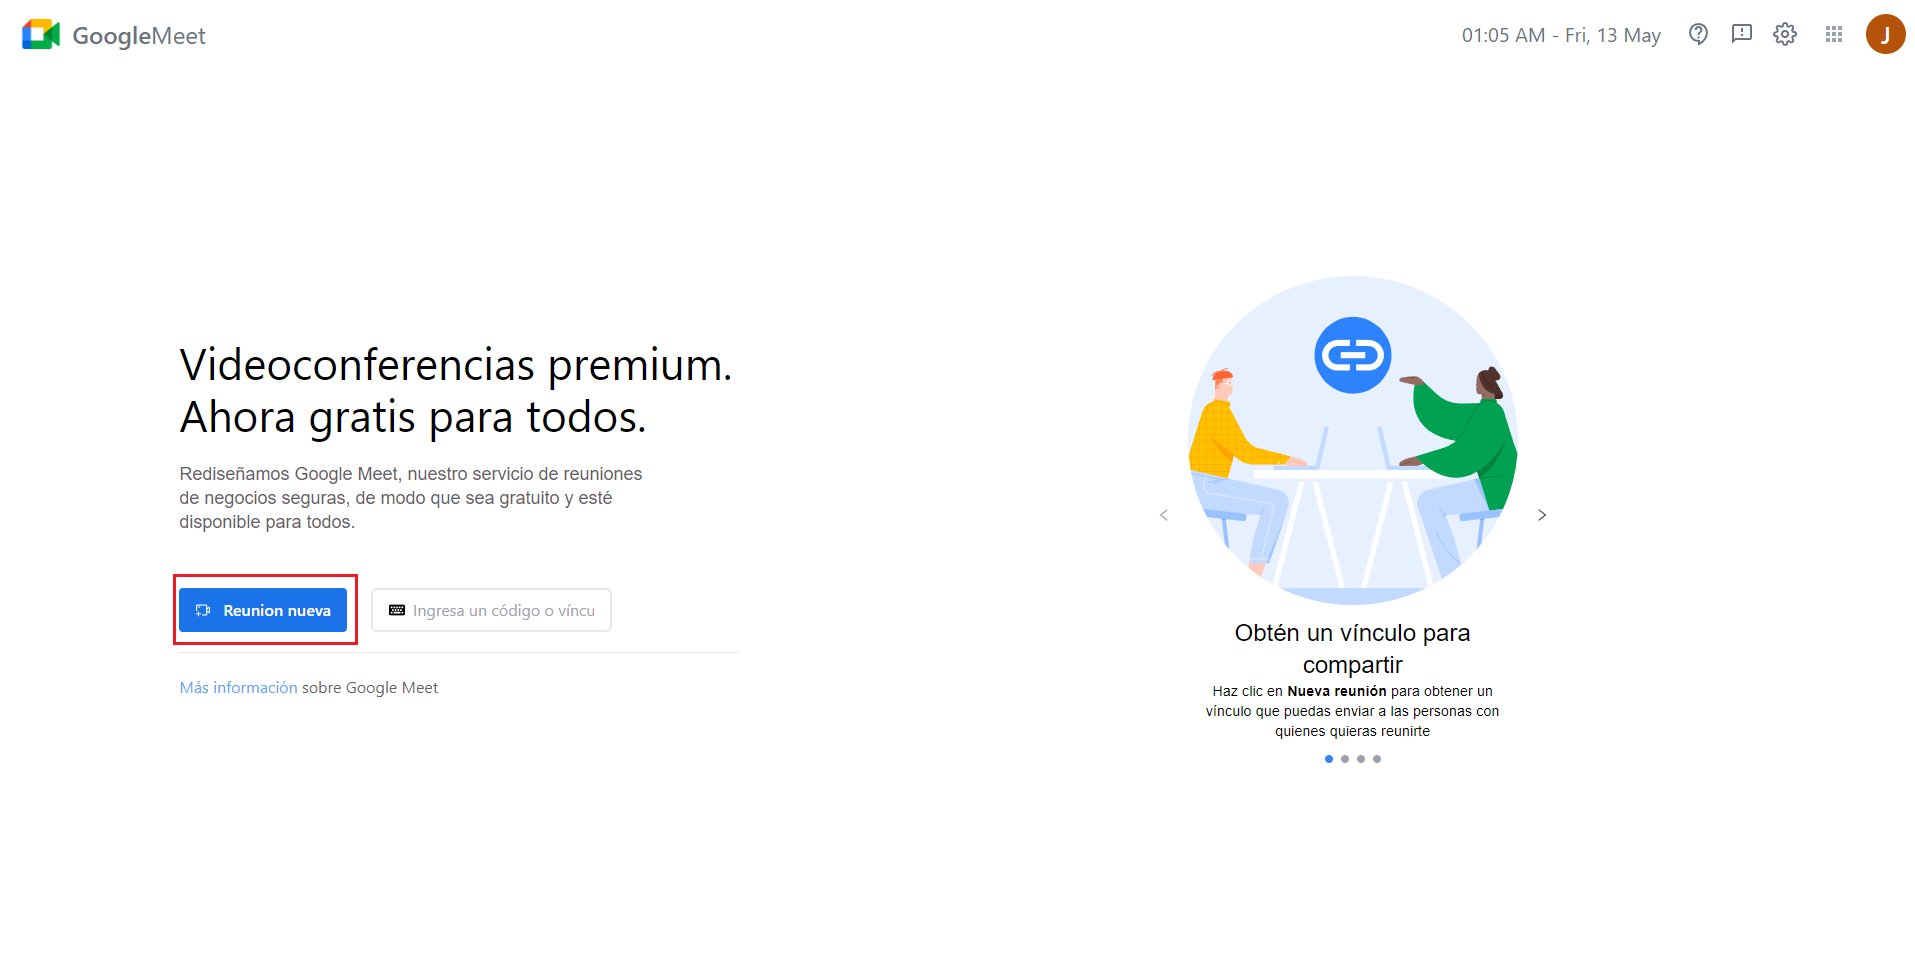 GoogleMeet
01:05 AM - Fri, 13 May
J
Videoconferencias premium.
Ahora gratis para todos.
Rediseñamos Google Meet, nuestro servicio de reuniones
de negocios seguras, de modo que sea gratuito y esté
disponible para todos.
Reunion nueva
Ingresa un código o víncu
Más información sobre Google Meet
Obtén un vínculo para
compartir
Haz clic en Nueva reunión para obtener un
vínculo que puedas enviar a las personas con
quienes quieras reunirte